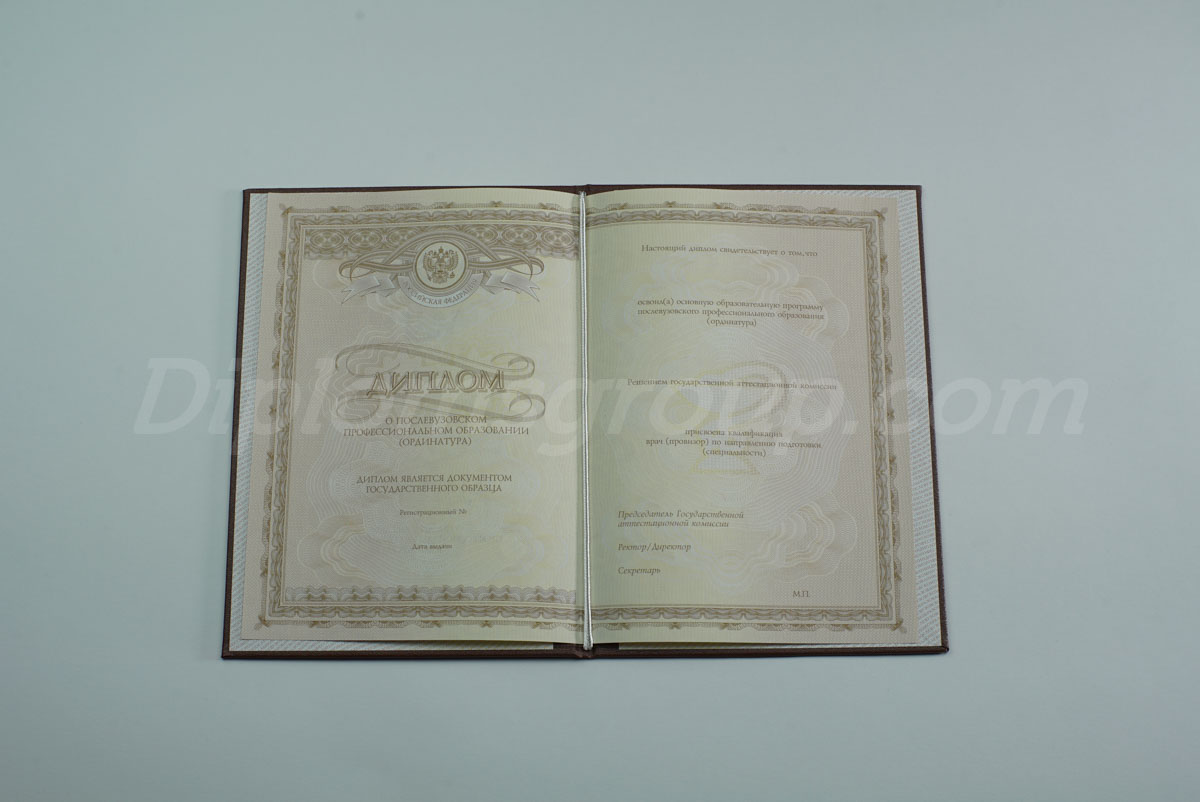 РОССИЙСКАЯ ФЕДЕРАЦИЯ
ДИПЛОМ
О ПОСЛЕВУЗОВСКОМ
ПРОФЕССИОНАЛЬНОМ ОБРАЗОВАНИИ
(ОРДИНАТУРА)
ДИПЛОМ ЯВЛЯЕТСЯ ДОКУМЕНТОМ
ГОСУДАРСТВЕННОГО ОБРАЗЦА
Регистрационный №
Дата выдачи
Настоящий диплом свидетельствует о том, что
освоил(а) основную образовательную программу
послевузовского профессионального образования
(ординатура)
Решением государственной аттестационной комиссии
присвоена квалификация
врач (провизор) по направлению подготовки
(специальности)
Председатель Государственной
аттестационной комиссии
Ректор/Директор
Секретарь
М.П.